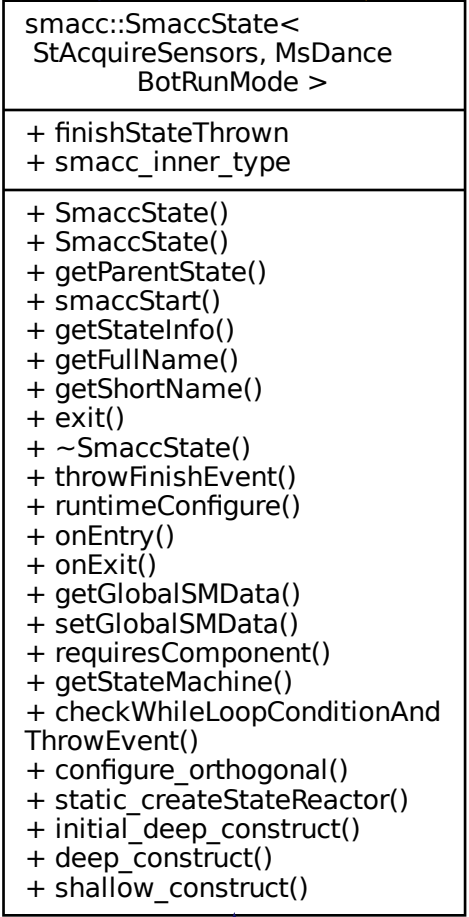 smacc::SmaccState<
StAcquireSensors, MsDance
BotRunMode >
+ finishStateThrown
+ smacc_inner_type
+ SmaccState()
+ SmaccState()
+ getParentState()
+ smaccStart()
+ getStateInfo()
+ getFullName()
+ getShortName()
+ exit()
+ ~SmaccState()
+ throwFinishEvent()
+ runtimeConfigure()
+ onEntry()
+ onExit()
+ getGlobalSMData()
+ setGlobalSMData()
+ requiresComponent()
+ getStateMachine()
+ checkWhileLoopConditionAnd
ThrowEvent()
+ configure_orthogonal()
+ static_createStateReactor()
+ initial_deep_construct()
+ deep_construct()
+ shallow_construct()